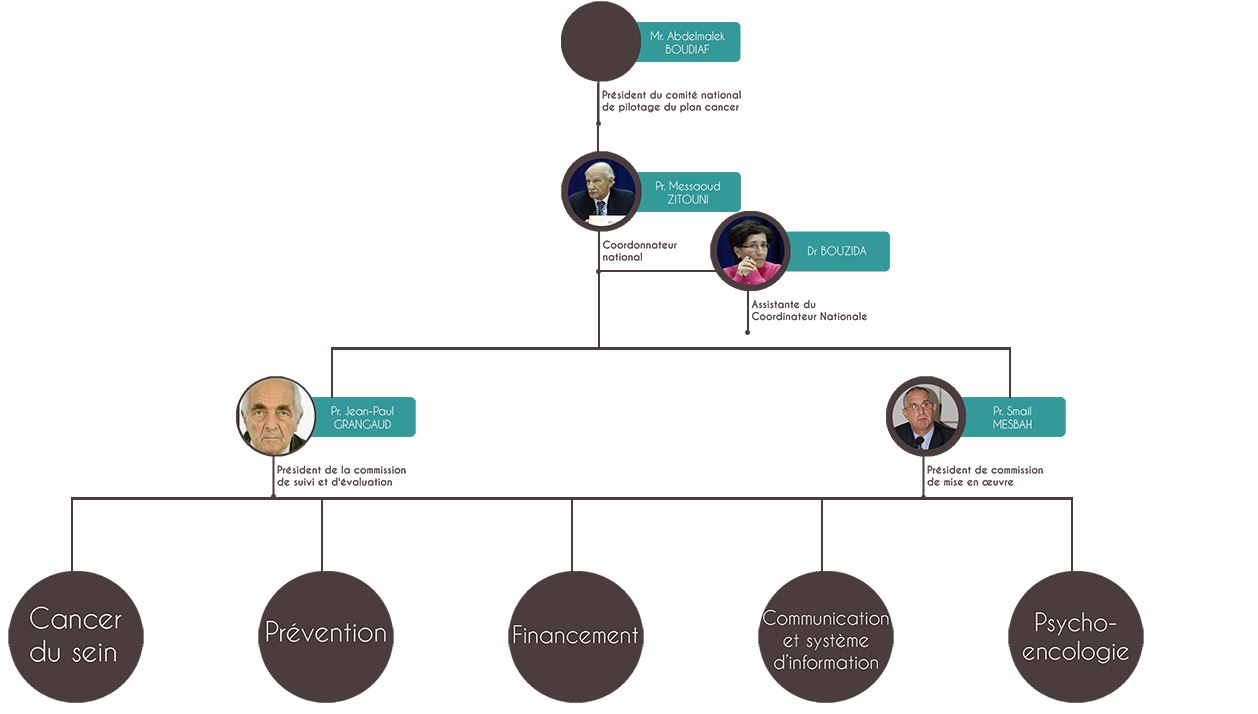 Mr. Abdelmalek
BOUDIAF
Président du comité national
de pilotage du plan cancer
Pr. Messaoud
ZITOUNI
Coordonnateur
national
Dr BOUZIDA
Assistante du
Coordinateur Nationale
Pr. Jean-Paul
GRANGAUD
Président de la commission
de suivi et d'évaluation
Pr. Smail
MESBAH
Président de commission
de mise en œuvre
Cancer
du sein
Prévention
Financement
Communication
et système
d'information
Psycho-
encologie